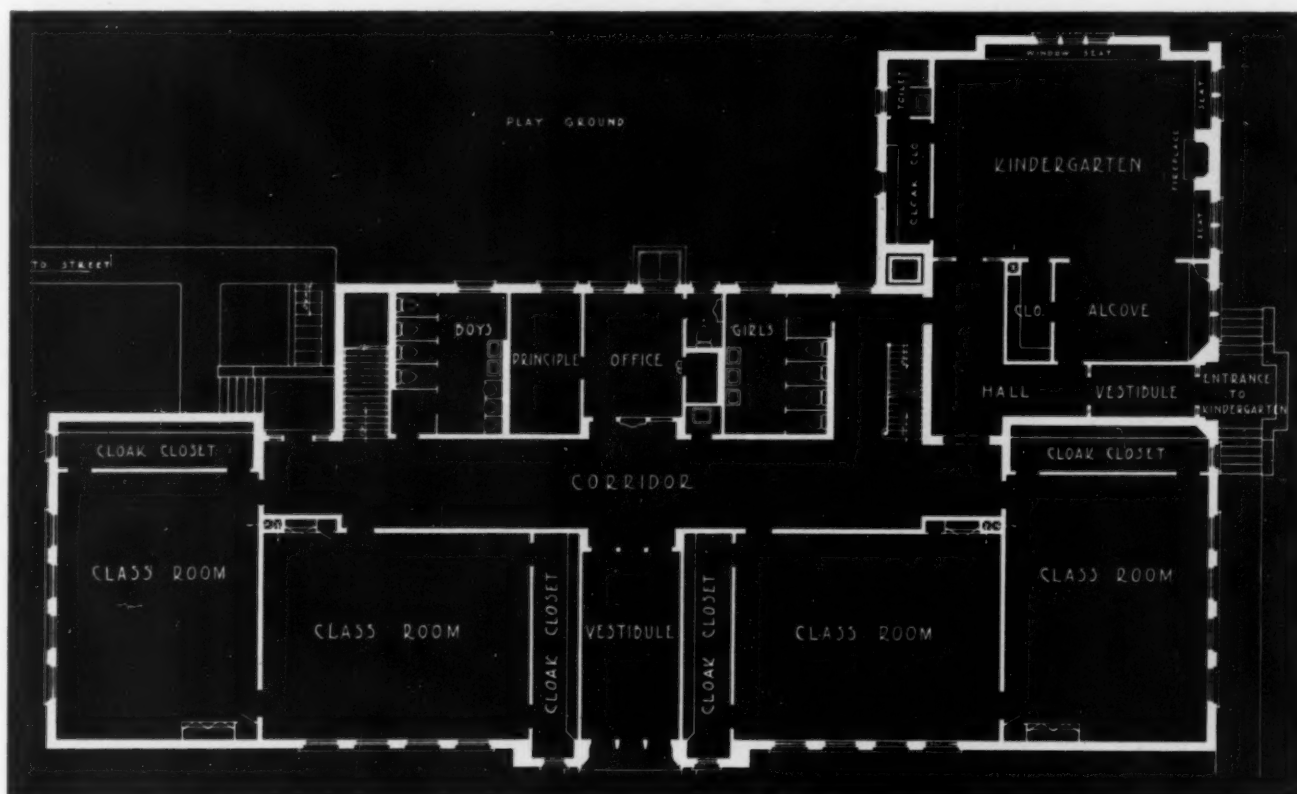 WINDOW SEAT
TOILET
SEAT
PLAY GROUND
CLOAK CLO
KINDERGARTEN
FIREPLACE
SEAT
TO STREET
BOYS
PRINCIPLE
OFFICE
GIRLS
CLO.
ALCOVE
HALL
VESTIBULE
ENTRANCE
TO
KINDERGARTEN
CLOAK CLOSET
CORRIDOR
CLOAK CLOSET
CLASS ROOM
CLASS ROOM
CLOAK CLOSET
VESTIBULE
CLOAK CLOSET
CLASS ROOM
CLASS ROOM